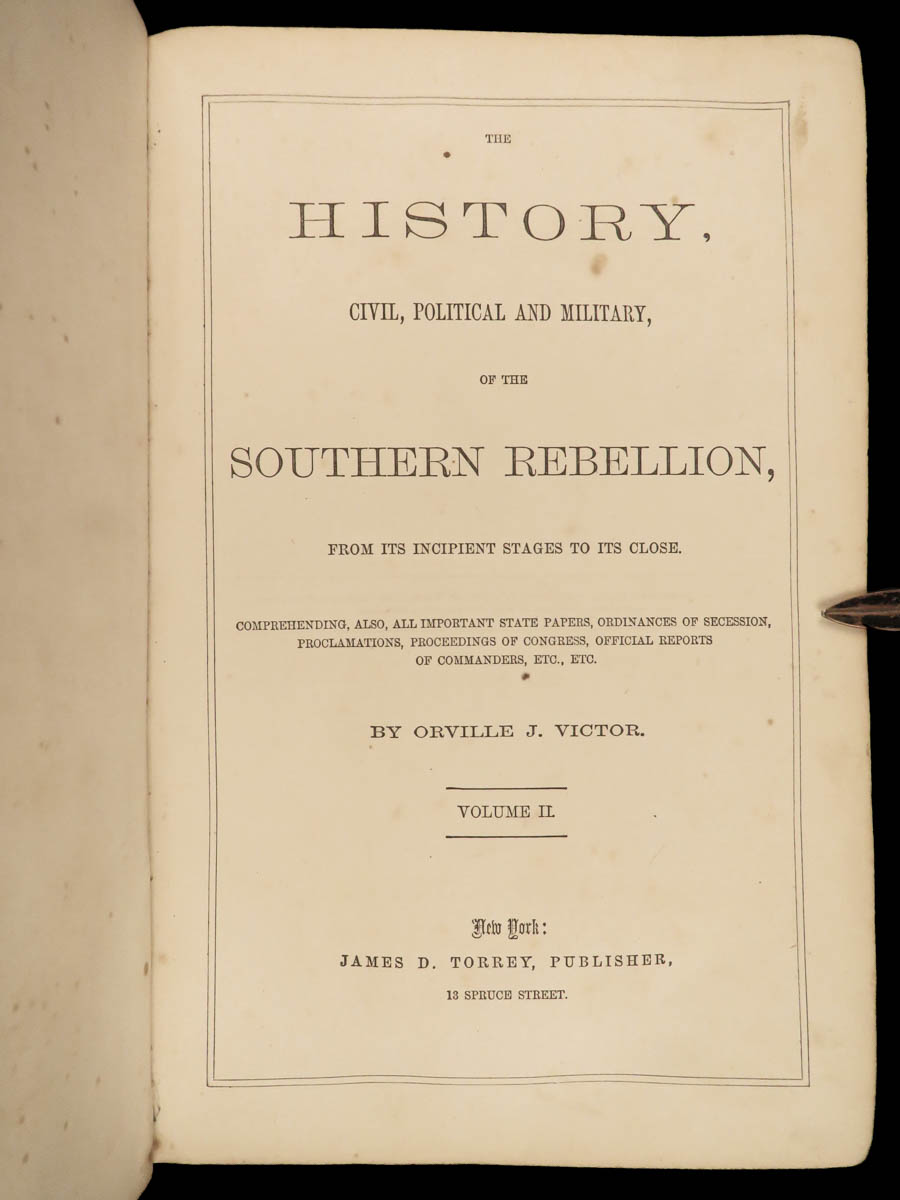 THE
HISTORY,
CIVIL, POLITICAL AND MILITARY,
OF THE
SOUTHERN REBELLION,
FROM ITS INCIPIENT STAGES TO ITS CLOSE.
COMPREHENDING, ALSO, ALL IMPORTANT STATE PAPERS, ORDINANCES OF SECESSION,
PROCLAMATIONS, PROCEEDINGS OF CONGRESS, OFFICIAL REPORTS
OF COMMANDERS, ETC., ETC.
BY ORVILLE J. VICTOR.
VOLUME II.
New York:
JAMES D. TORREY, PUBLISHER,
13 SPRUCE STREET.